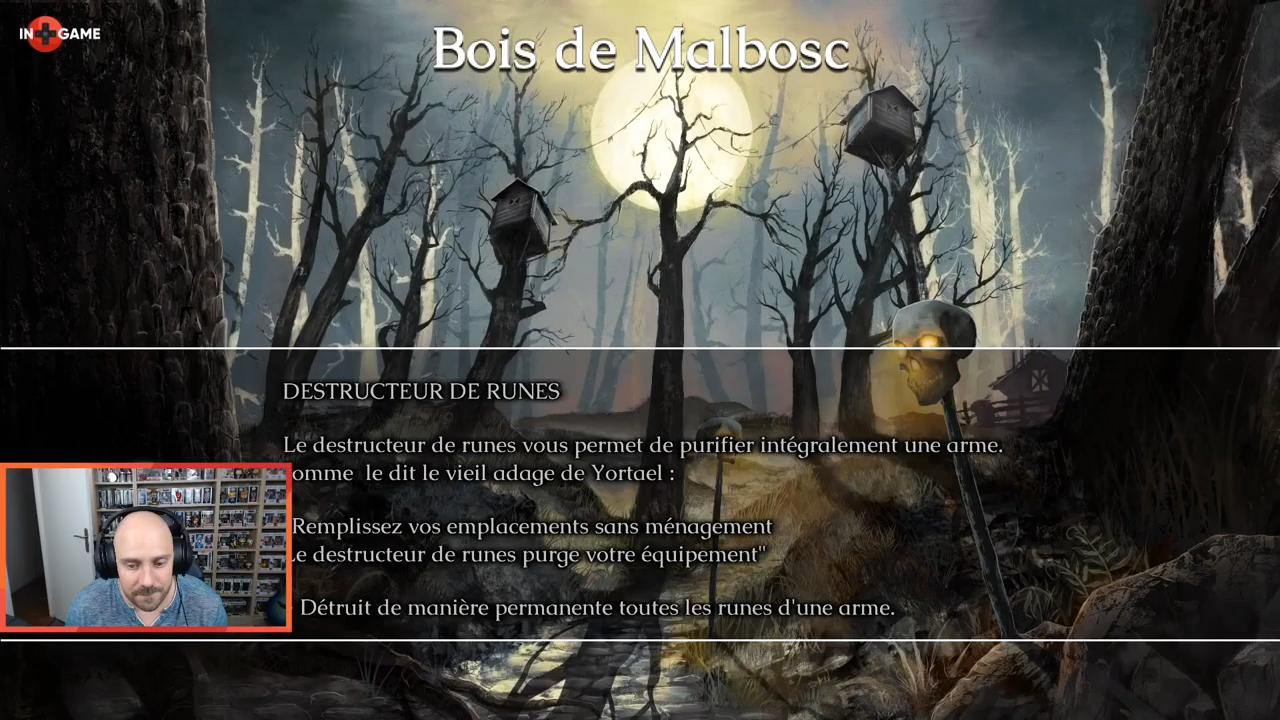 IN GAME
Bois de Malbosc
DESTRUCTEUR DE RUNES
Le destructeur de runes vous permet de purifier intégralement une arme.
omme le dit le vieil adage de Yortael :
Remplissez vos emplacements sans ménagement
e destructeur de runes purge votre équipement"
Détruit de manière permanente toutes les runes d'une arme.